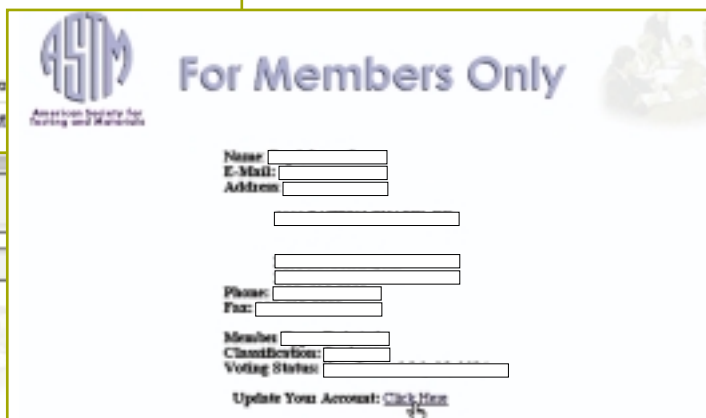 ASTM
For Members Only
American Society for
Testing and Materials
Name:
E-Mail:
Address:
Phone:
Fax:
Member
Classification:
Voting Status:
Update Your Account: Click Here